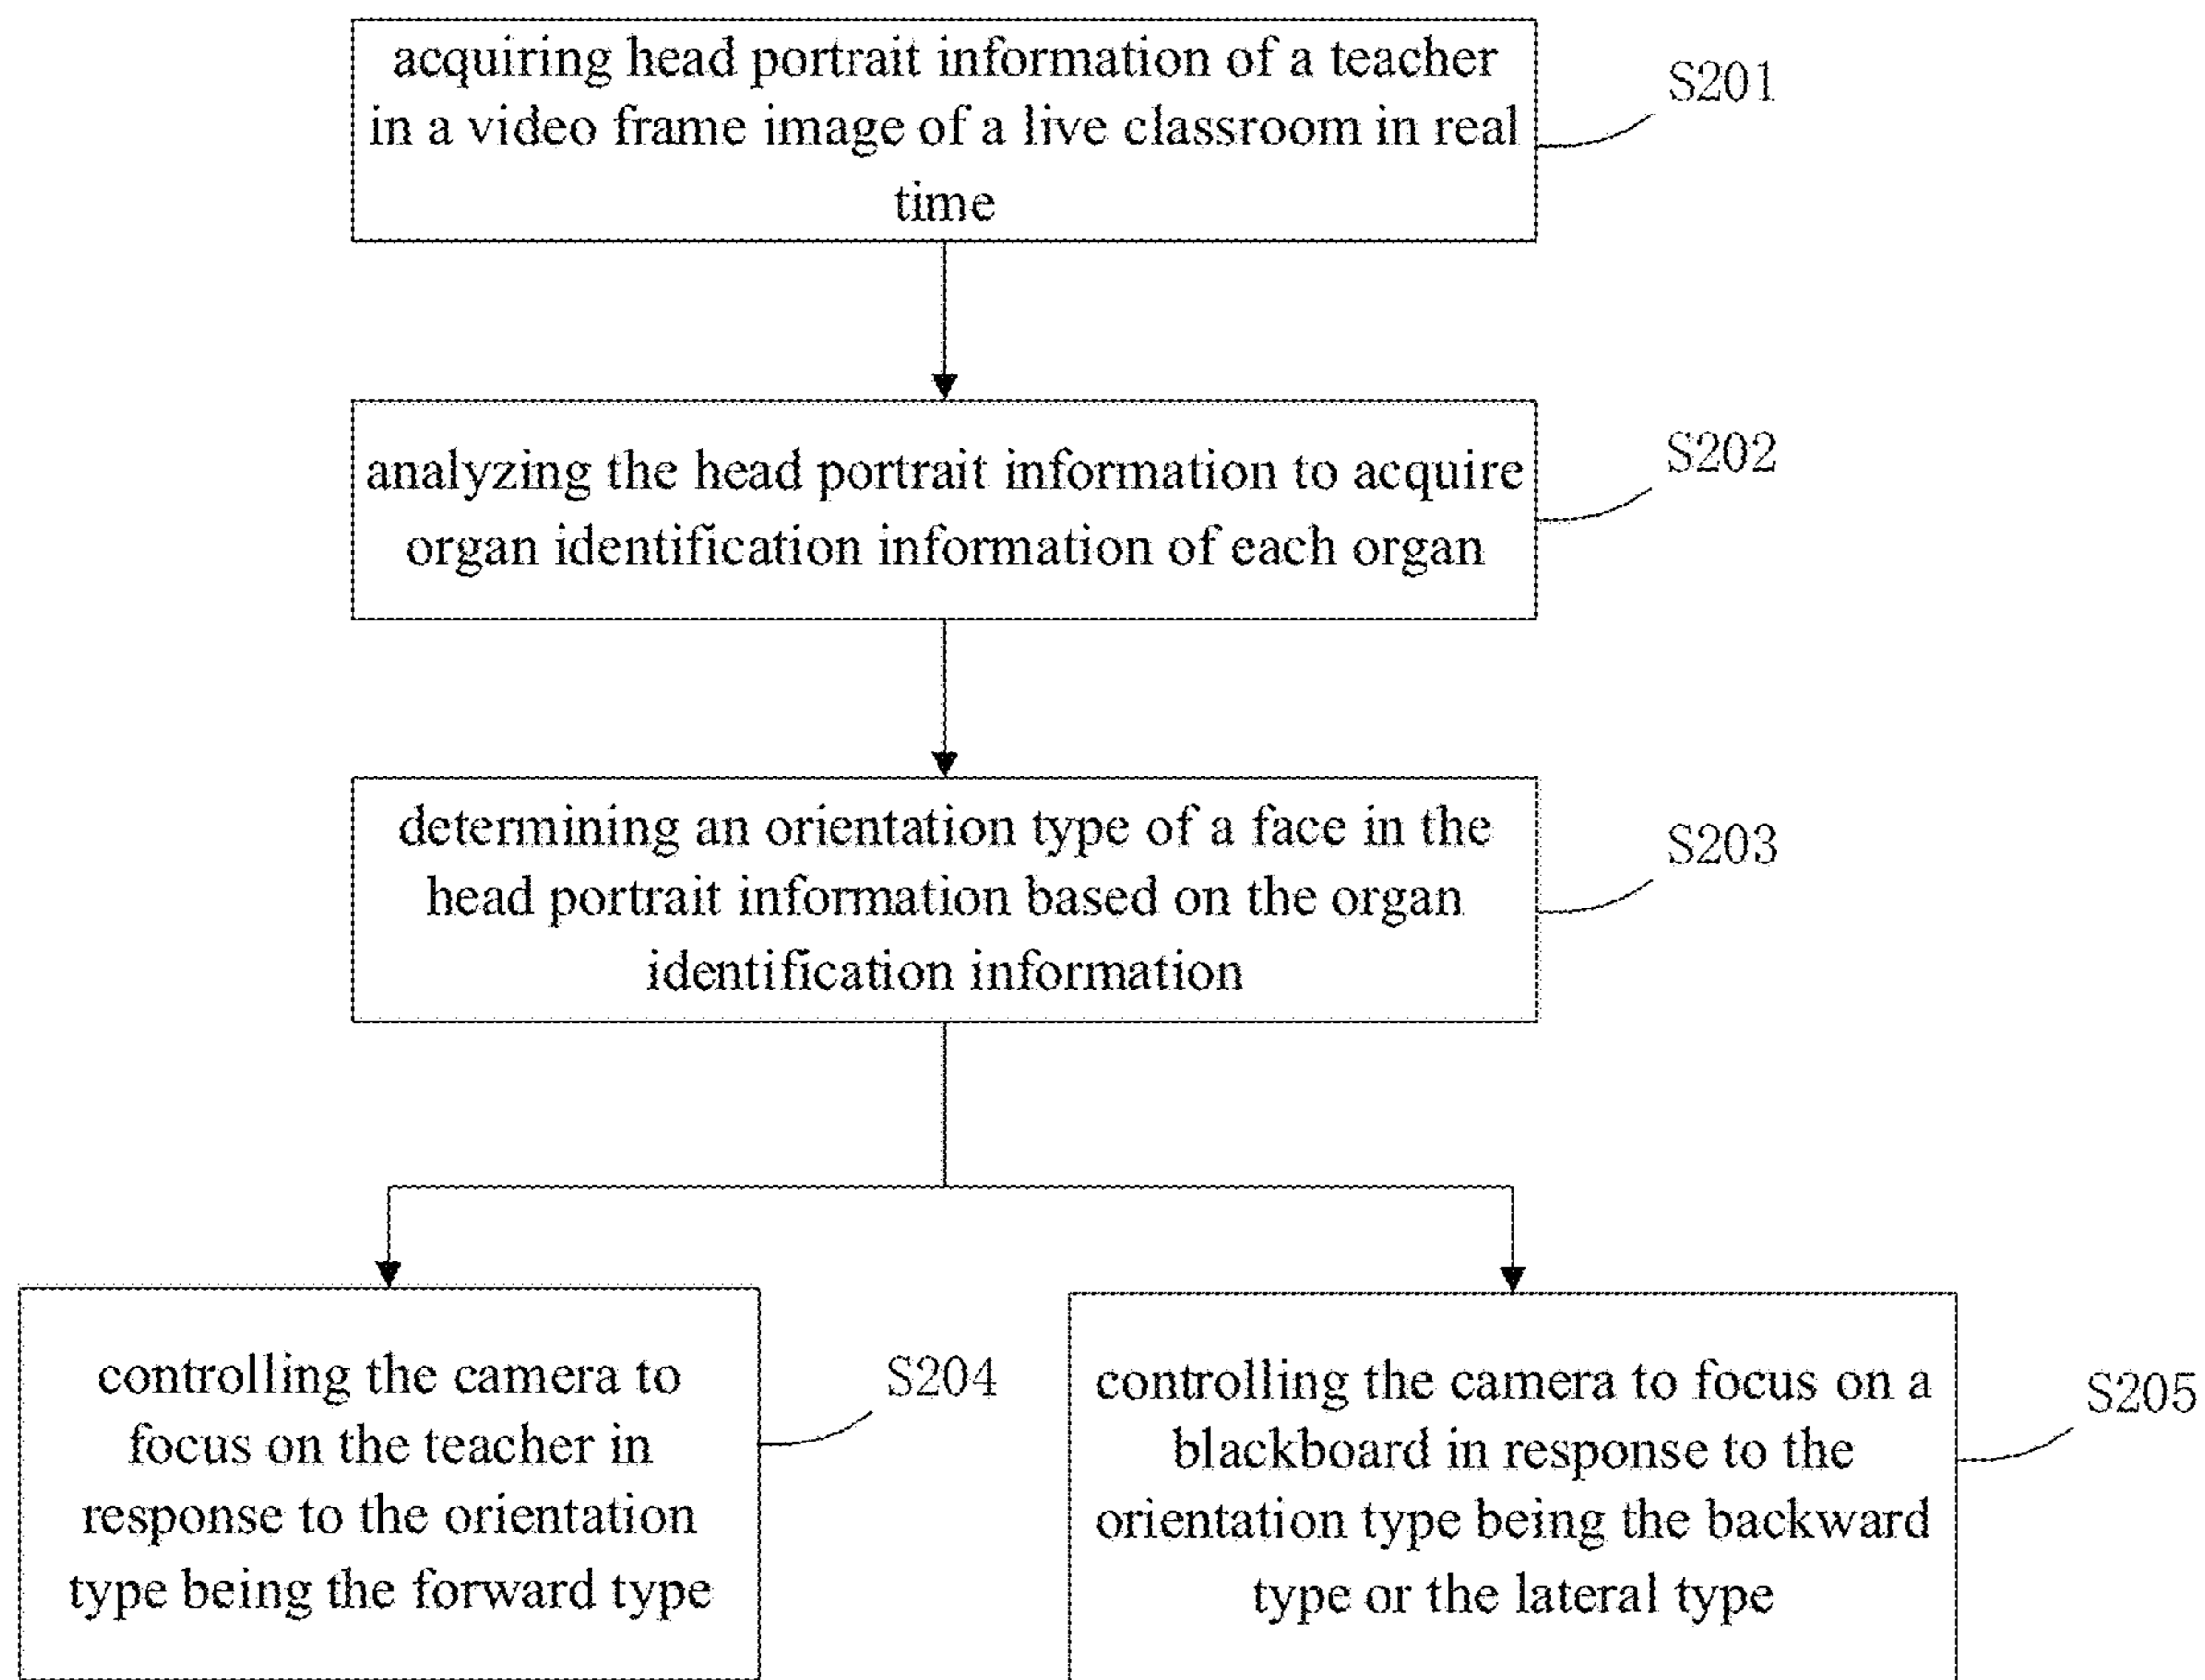 acquiring head portrait information of a teacher
in a video frame image of a live classroom in real
time
S201
analyzing the head portrait information to acquire
organ identification information of each organ
S202
determining an orientation type of a face in the
head portrait information based on the organ
identification information
S203
controlling the camera to
focus on the teacher in
response to the orientation
type being the forward type
S204
controlling the camera to focus on a
blackboard in response to the
orientation type being the backward
type or the lateral type
S205